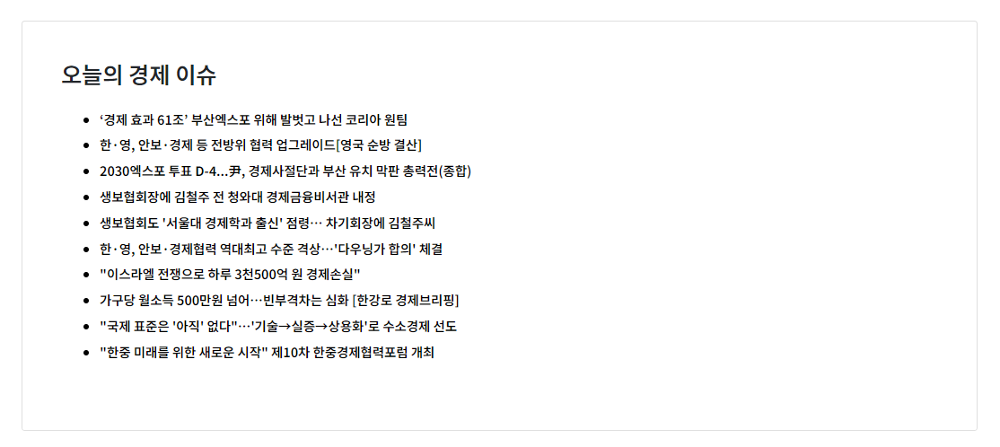 오늘의 경제 이슈
‘경제 효과 61조’ 부산엑스포 위해 발벗고 나선 코리아 원팀
한·영, 안보·경제 등 전방위 협력 업그레이드[영국 순방 결산]
2030엑스포 투표 D-4...尹, 경제사절단과 부산 유치 막판 총력전(종합)
생보협회장에 김철주 전 청와대 경제금융비서관 내정
생보협회도 '서울대 경제학과 출신' 점령… 차기회장에 김철주씨
한·영, 안보·경제협력 역대최고 수준 격상…'다우닝가 합의' 체결
"이스라엘 전쟁으로 하루 3천500억 원 경제손실"
가구당 월소득 500만원 넘어…빈부격차는 심화 [한강로 경제브리핑]
"국제 표준은 '아직' 없다"…'기술→실증→상용화'로 수소경제 선도
"한중 미래를 위한 새로운 시작" 제10차 한중경제협력포럼 개최